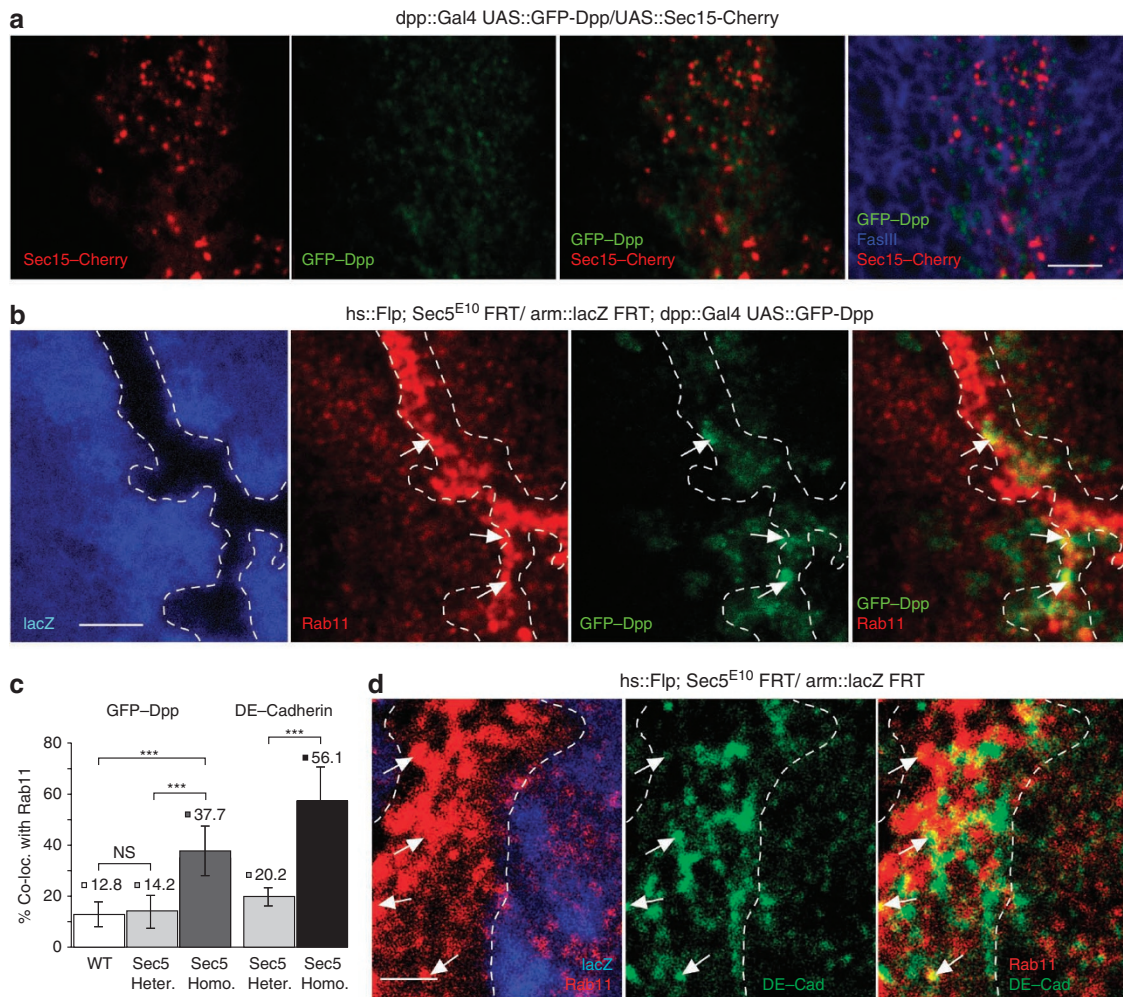 a
dpp::Gal4 UAS::GFP-Dpp/UAS::Sec15-Cherry
Sec15–Cherry
GFP–Dpp
GFP–Dpp
Sec15–Cherry
GFP–Dpp
FasIII
Sec15–Cherry
b
hs::Flp; Sec5E10 FRT/ arm::lacZ FRT; dpp::Gal4 UAS::GFP-Dpp
lacZ
Rab11
GFP–Dpp
GFP–Dpp
Rab11
c
GFP–Dpp DE–Cadherin
% Co-loc. with Rab11
80
60
40
20
0
NS
***
***
***
12.8
14.2
37.7
20.2
56.1
WT
Sec5
Heter.
Sec5
Homo.
Sec5
Heter.
Sec5
Homo.
d
hs::Flp; Sec5E10 FRT/ arm::lacZ FRT
lacZ
Rab11
DE–Cad
Rab11
DE–Cad